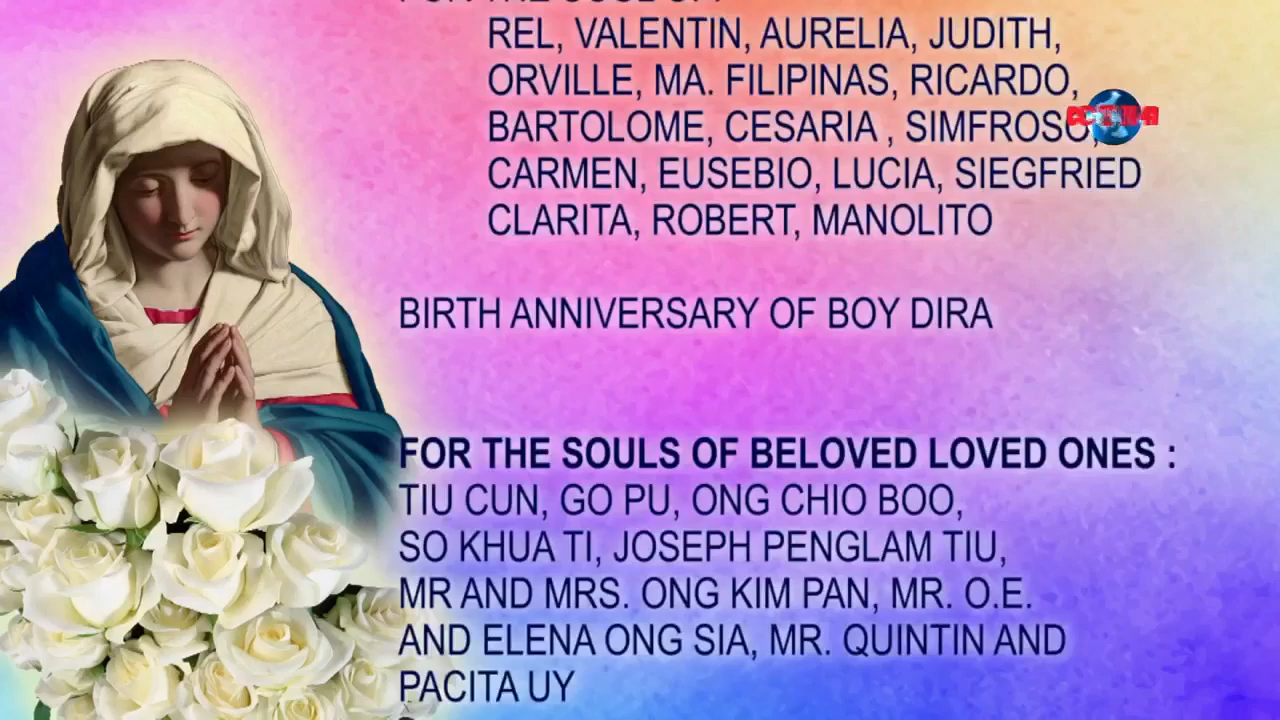 REL, VALENTIN, AURELIA, JUDITH,
ORVILLE, MA. FILIPINAS, RICARDO,
BARTOLOME, CESARIA , SIMFROSO,
CARMEN, EUSEBIO, LUCIA, SIEGFRIED
CLARITA, ROBERT, MANOLITO
BIRTH ANNIVERSARY OF BOY DIRA
FOR THE SOULS OF BELOVED LOVED ONES :
TIU CUN, GO PU, ONG CHIO BOO,
SO KHUA TI, JOSEPH PENGLAM TIU,
MR AND MRS. ONG KIM PAN, MR. O.E.
AND ELENA ONG SIA, MR. QUINTIN AND
PACITA UY